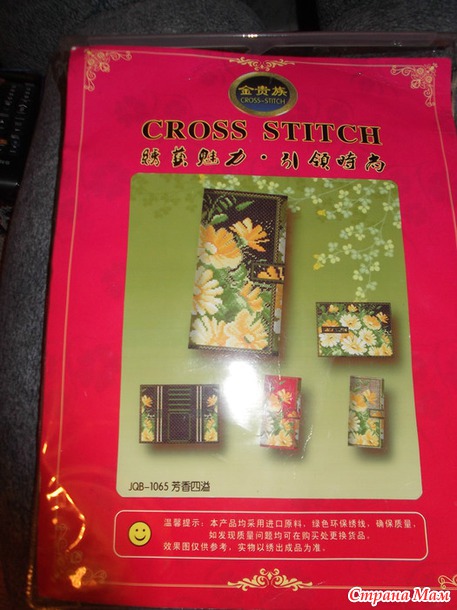 金贵族
CROSS-STITCH
CROSS STITCH
绣艺魅力·引領時尚
JQB-1065 芳香四溢
温馨提示:本产品均采用进口原料,绿色环保绣线,确保质量,
如发现质量问题均可在购买处更换货品。
效果图仅供参考,实物以绣出成品为准。
Страна Мам